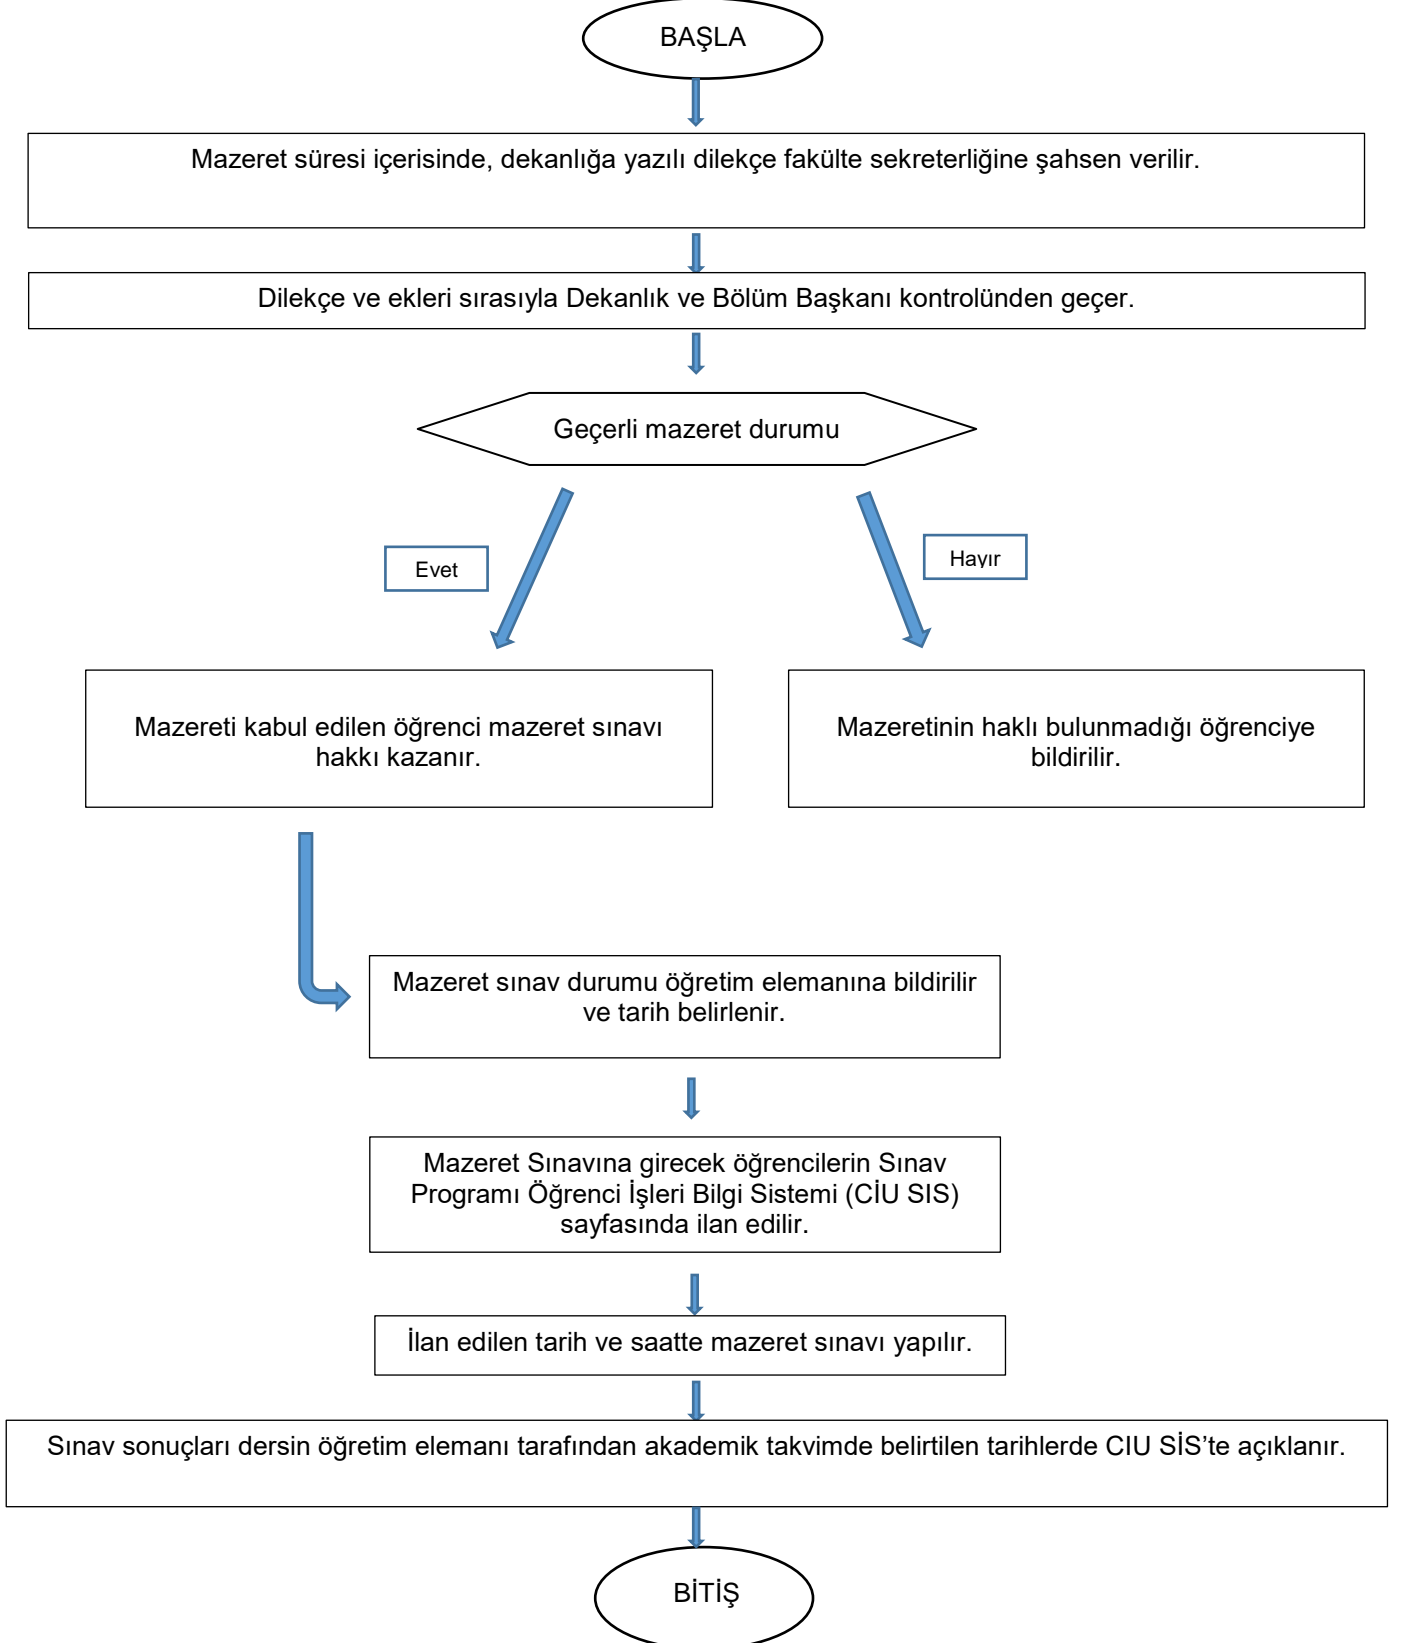 BAŞLA
Mazeret süresi içerisinde, dekanlığa yazılı dilekçe fakülte sekreterliğine şahsen verilir.
Dilekçe ve ekleri sırasıyla Dekanlık ve Bölüm Başkanı kontrolünden geçer.
Geçerli mazeret durumu
Evet
Hayır
Mazereti kabul edilen öğrenci mazeret sınavı
hakkı kazanır.
Mazeretinin haklı bulunmadığı öğrenciye
bildirilir.
Mazeret sınav durumu öğretim elemanına bildirilir
ve tarih belirlenir.
Mazeret Sınavına girecek öğrencilerin Sınav
Programı Öğrenci İşleri Bilgi Sistemi (CİU SIS)
sayfasında ilan edilir.
İlan edilen tarih ve saatte mazeret sınavı yapılır.
Sınav sonuçları dersin öğretim elemanı tarafından akademik takvimde belirtilen tarihlerde CIU SİS’te açıklanır.
BİTİŞ